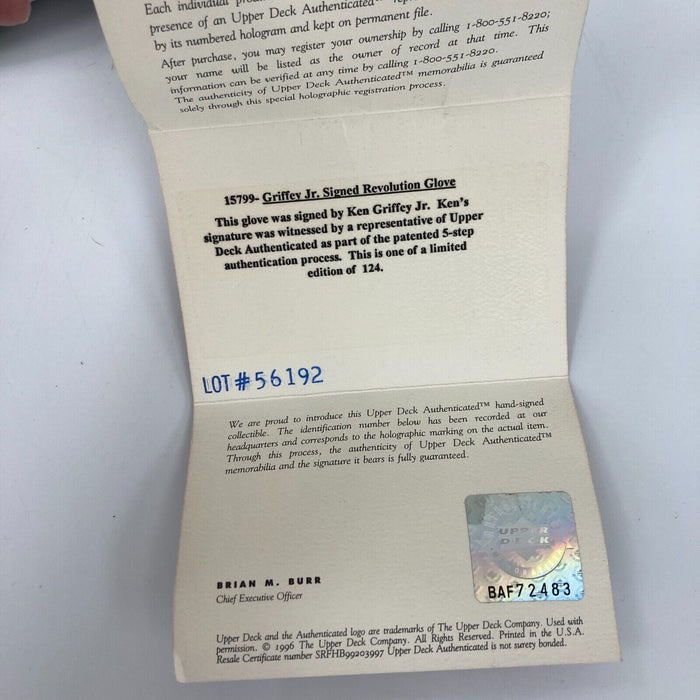 Each individual
presence of an Upper Deck Authenticated™
by its numbered hologram and kept on permanent file.
After purchase, you may register your ownership by calling 1-800-551-8220;
your name will be listed as the owner of record at that time. This
information can be verified at any time by calling 1-800-551-8220.
The authenticity of Upper Deck Authenticated™ memorabilia is guaranteed
solely through this special holographic registration process.
15799- Griffey Jr. Signed Revolution Glove
This glove was signed by Ken Griffey Jr. Ken's
signature was witnessed by a representative of Upper
Deck Authenticated as part of the patented 5-step
authentication process. This is one of a limited
edition of 124.
LOT#56192
We are proud to introduce this Upper Deck Authenticated™ hand-signed
collectible. The identification number below has been recorded at our
headquarters and corresponds to the holographic marking on the actual item.
Through this process, the authenticity of Upper Deck Authenticated™
memorabilia and the signature it bears is fully guaranteed.
UPPER
DECK
BAF72483
BRIAN M. BURR
Chief Executive Officer
Upper Deck and the Authenticated logo are trademarks of The Upper Deck Company. Used with
permission. © 1996 The Upper Deck Company. All Rights Reserved. Printed in the U.S.A.
Resale Certificate number SRFHB99203997 Upper Deck Authenticated is not surety bonded.